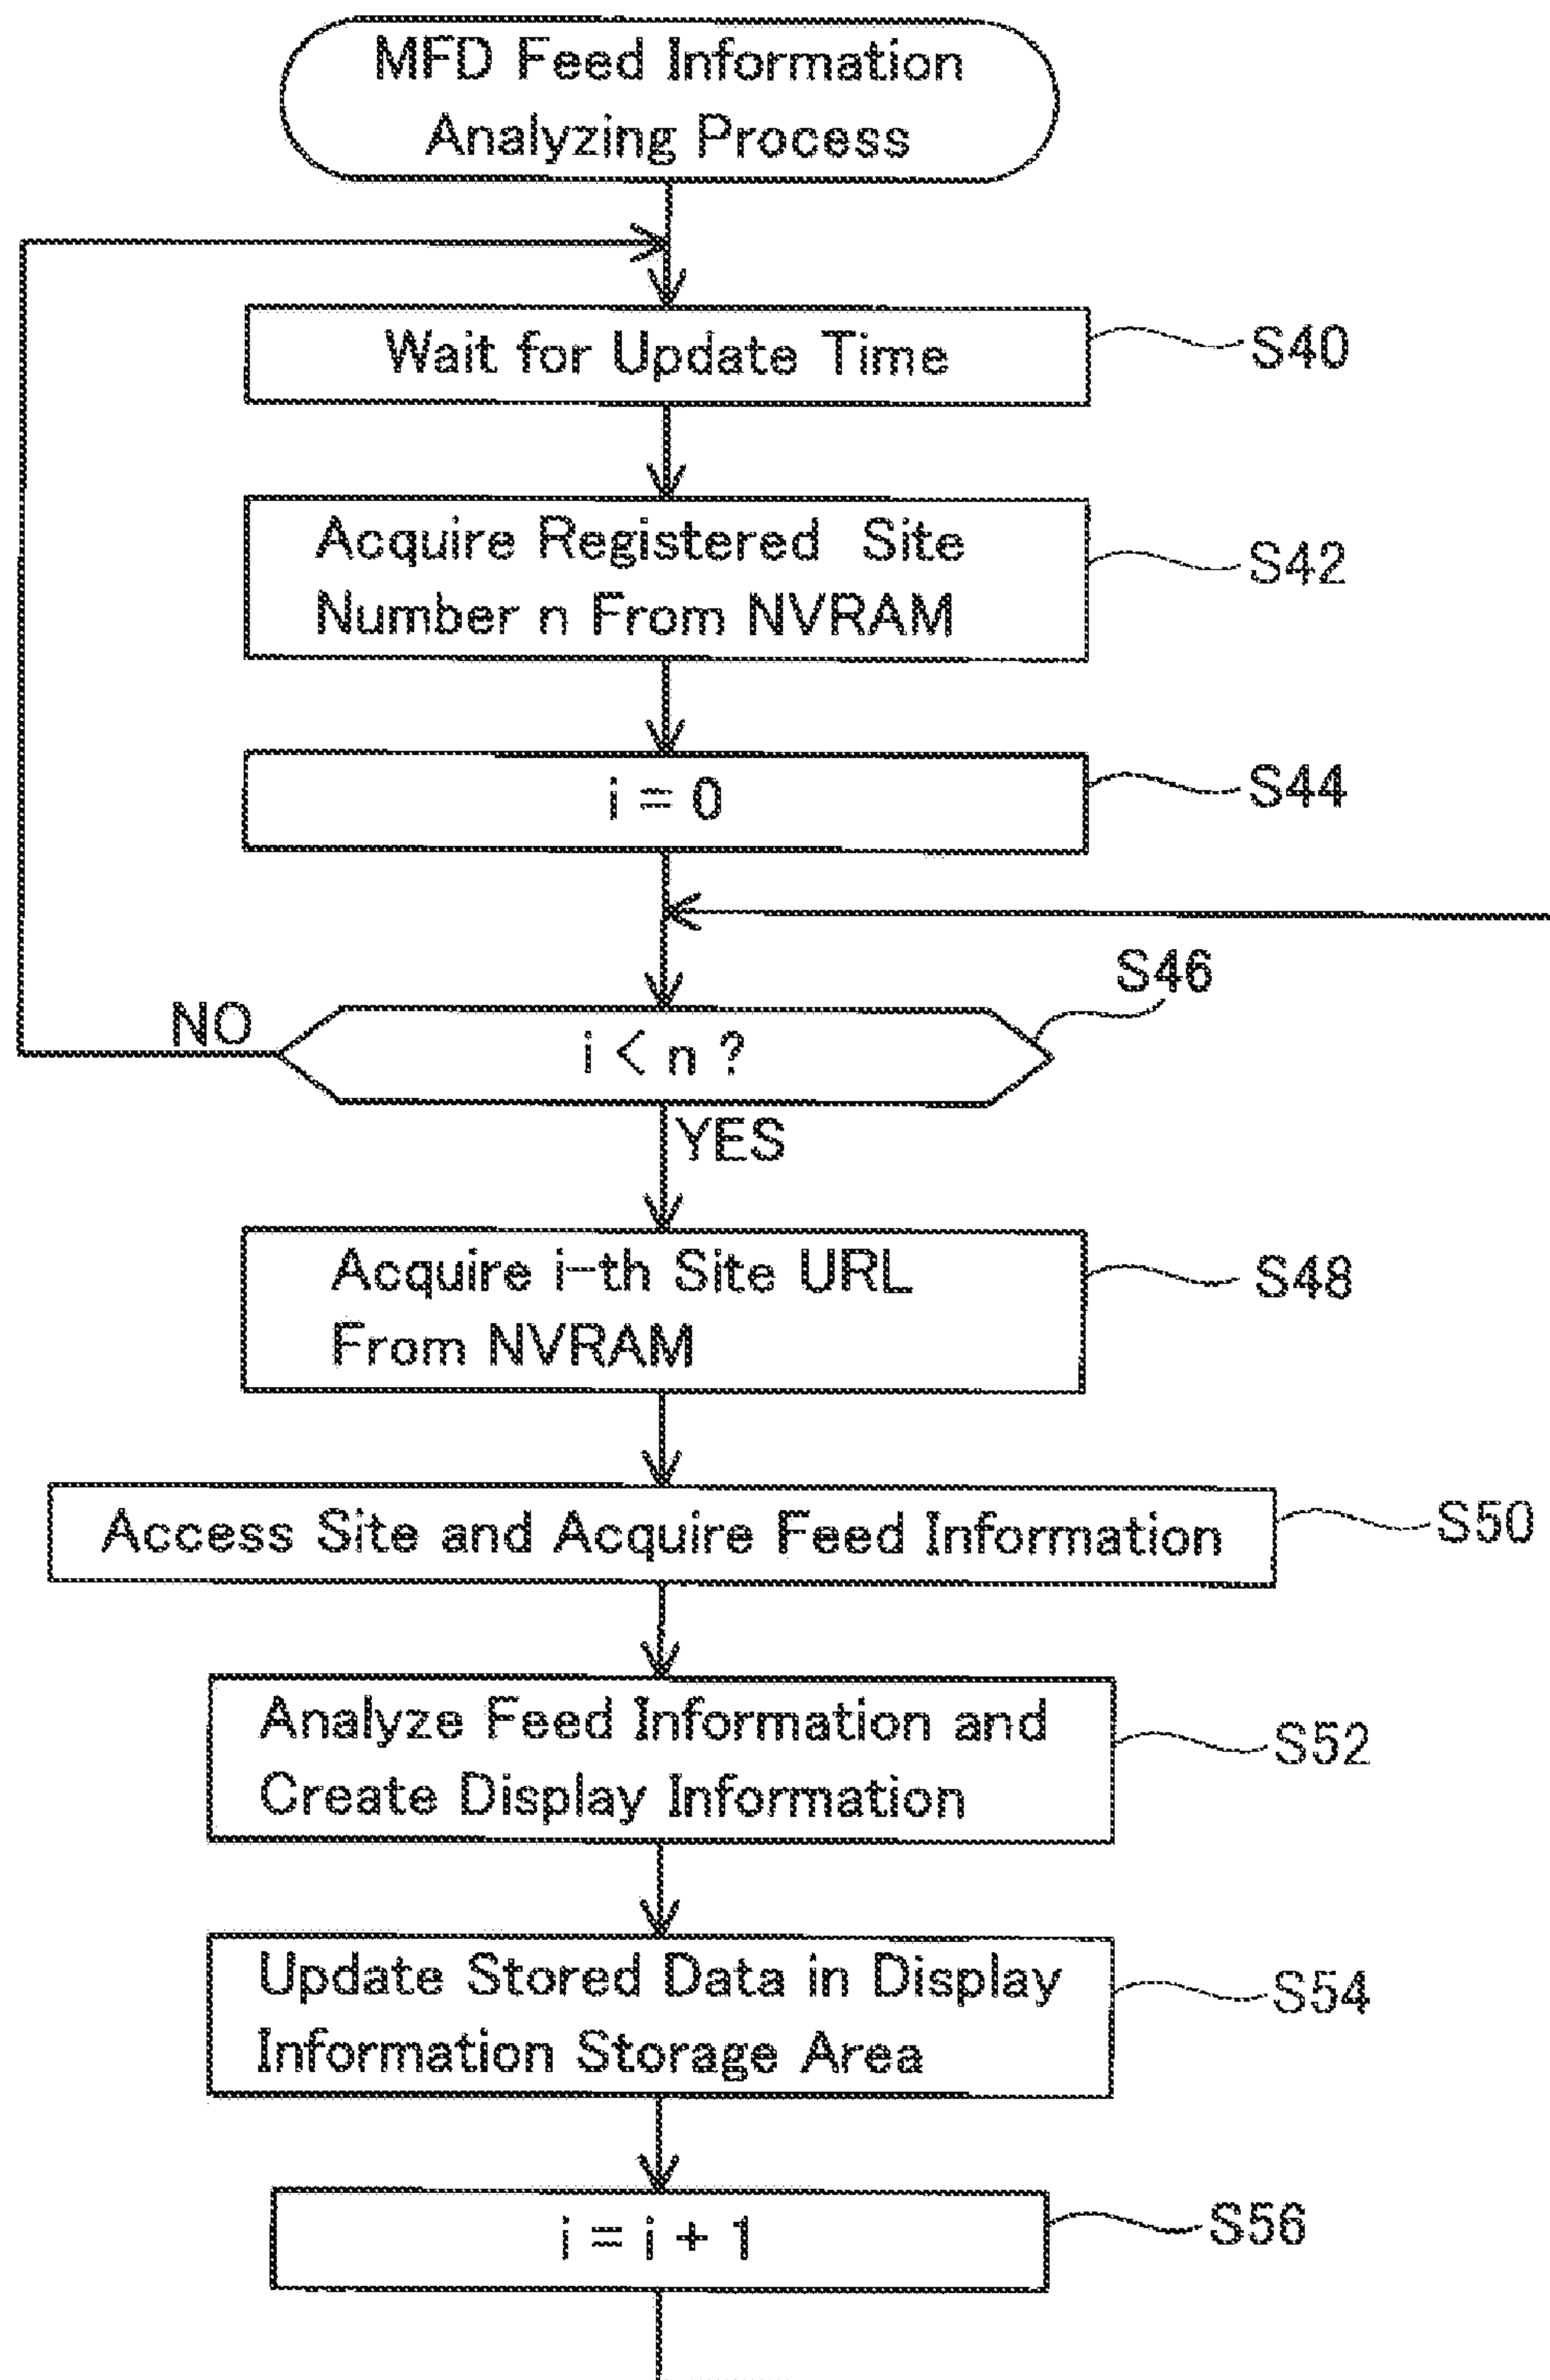 MFD Feed Information
Analyzing Process
Wait for Update Time
S40
Acquire Registered Site
Number n From NVRAM
S42
i = 0
S44
S46
NO
i < n ?
YES
Acquire i-th Site URL
From NVRAM
S48
Access Site and Acquire Feed Information
S50
Analyze Feed Information and
Create Display Information
S52
Update Stored Data in Display
Information Storage Area
S54
i = i + 1
S56